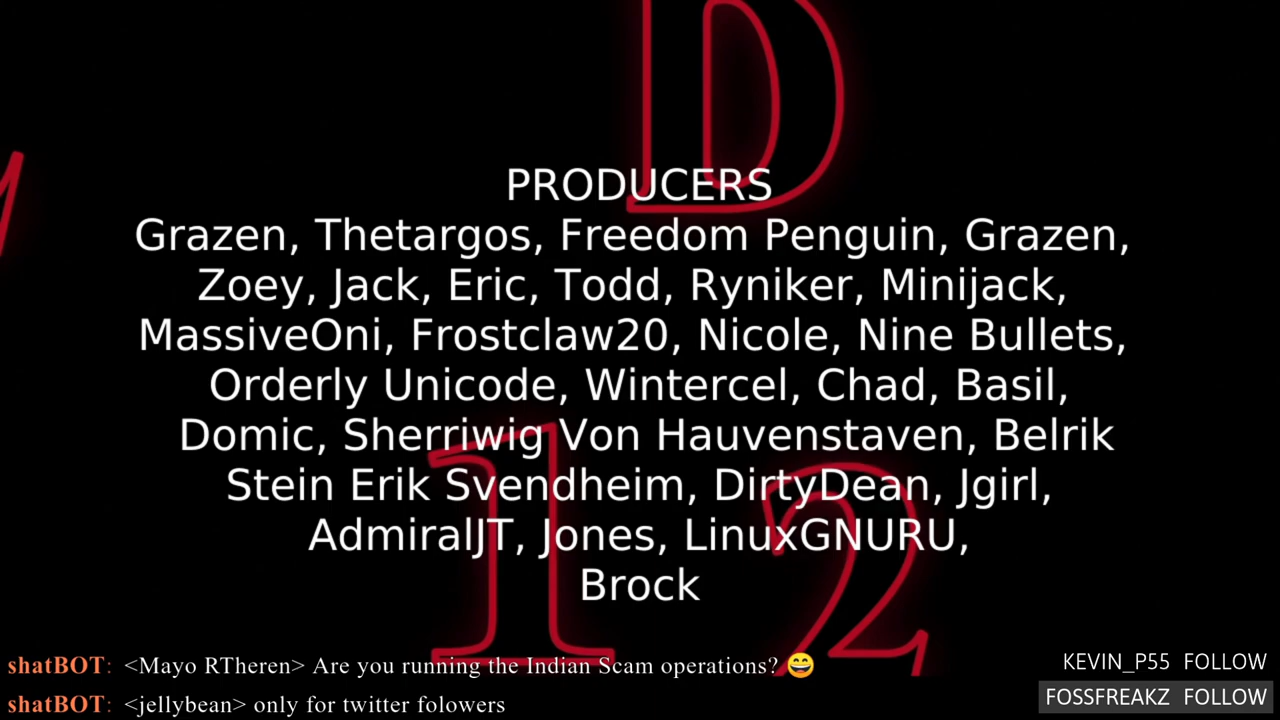 D
PRODUCERS
Grazen, Thetargos, Freedom Penguin, Grazen,
Zoey, Jack, Eric, Todd, Ryniker, Minijack,
MassiveOni, Frostclaw20, Nicole, Nine Bullets,
Orderly Unicode, Wintercel, Chad, Basil,
Domic, Sherriwig Von Hauvenstaven, Belrik
Stein Erik Svendheim, DirtyDean, Jgirl,
AdmiralJT, Jones, LinuxGNURU,
Brock
1 2
shatBOT: <Mayo RTheren> Are you running the Indian Scam operations? 😄
shatBOT: <jellybean> only for twitter folowers
KEVIN_P55 FOLLOW
FOSSFREAKZ FOLLOW